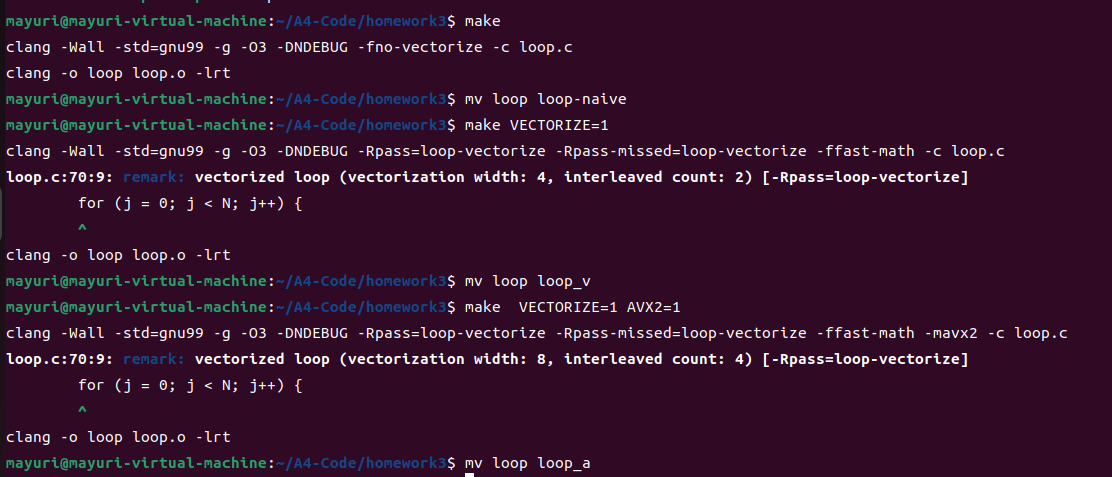 mayuri@mayuri-virtual-machine:~/A4-Code/homework3$ make
clang -Wall -std=gnu99 -g -O3 -DNDEBUG -fno-vectorize -c loop.c
clang -o loop loop.o -lrt
mayuri@mayuri-virtual-machine:~/A4-Code/homework3$ mv loop loop-naive
mayuri@mayuri-virtual-machine:~/A4-Code/homework3$ make VECTORIZE=1
clang -Wall -std=gnu99 -g -O3 -DNDEBUG -Rpass=loop-vectorize -Rpass-missed=loop-vectorize -ffast-math -c loop.c
loop.c:70:9: remark: vectorized loop (vectorization width: 4, interleaved count: 2) [-Rpass=loop-vectorize]
        for (j = 0; j < N; j++) {
        ^
clang -o loop loop.o -lrt
mayuri@mayuri-virtual-machine:~/A4-Code/homework3$ mv loop loop_v
mayuri@mayuri-virtual-machine:~/A4-Code/homework3$ make  VECTORIZE=1 AVX2=1
clang -Wall -std=gnu99 -g -O3 -DNDEBUG -Rpass=loop-vectorize -Rpass-missed=loop-vectorize -ffast-math -mavx2 -c loop.c
loop.c:70:9: remark: vectorized loop (vectorization width: 8, interleaved count: 4) [-Rpass=loop-vectorize]
        for (j = 0; j < N; j++) {
        ^
clang -o loop loop.o -lrt
mayuri@mayuri-virtual-machine:~/A4-Code/homework3$ mv loop loop_a